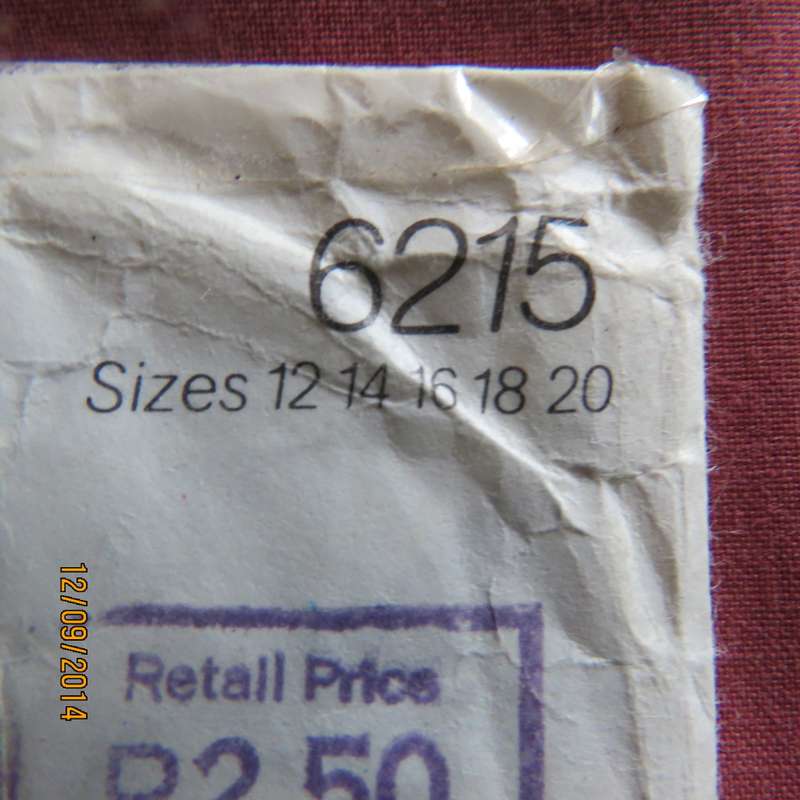 6215
Sizes 12 14 16 18 20
Retail Price
R2.50
12/09/2014